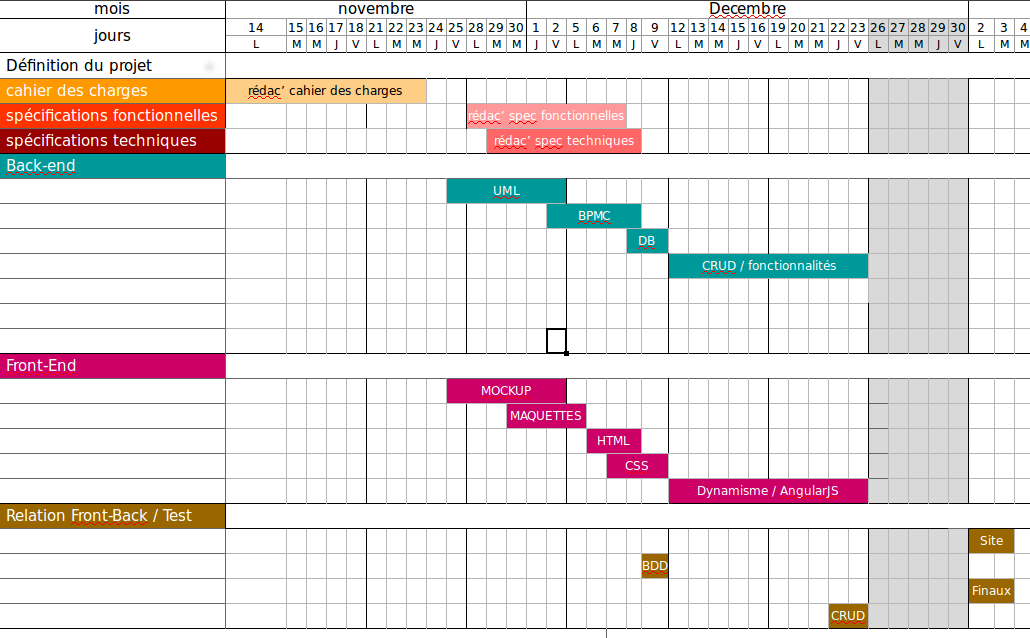 mois novembre Decembre
jours 14 15 16 17 18 21 22 23 24 25 28 29 30 1 2 5 6 7 8 9 12 13 14 15 16 19 20 21 22 23 26 27 28 29 30 2 3 4
L M M J V L M M J V L M M J V L M M J V L M M J V L M M J V L M M J V L M M
Définition du projet
cahier des charges rédac’ cahier des charges
spécifications fonctionnelles rédac’ spec fonctionnelles
spécifications techniques rédac’ spec techniques
Back-end
UML
BPMC
DB
CRUD / fonctionnalités
Front-End
MOCKUP
MAQUETTES
HTML
CSS
Dynamisme / AngularJS
Relation Front-Back / Test
Site
BDD
Finaux
CRUD